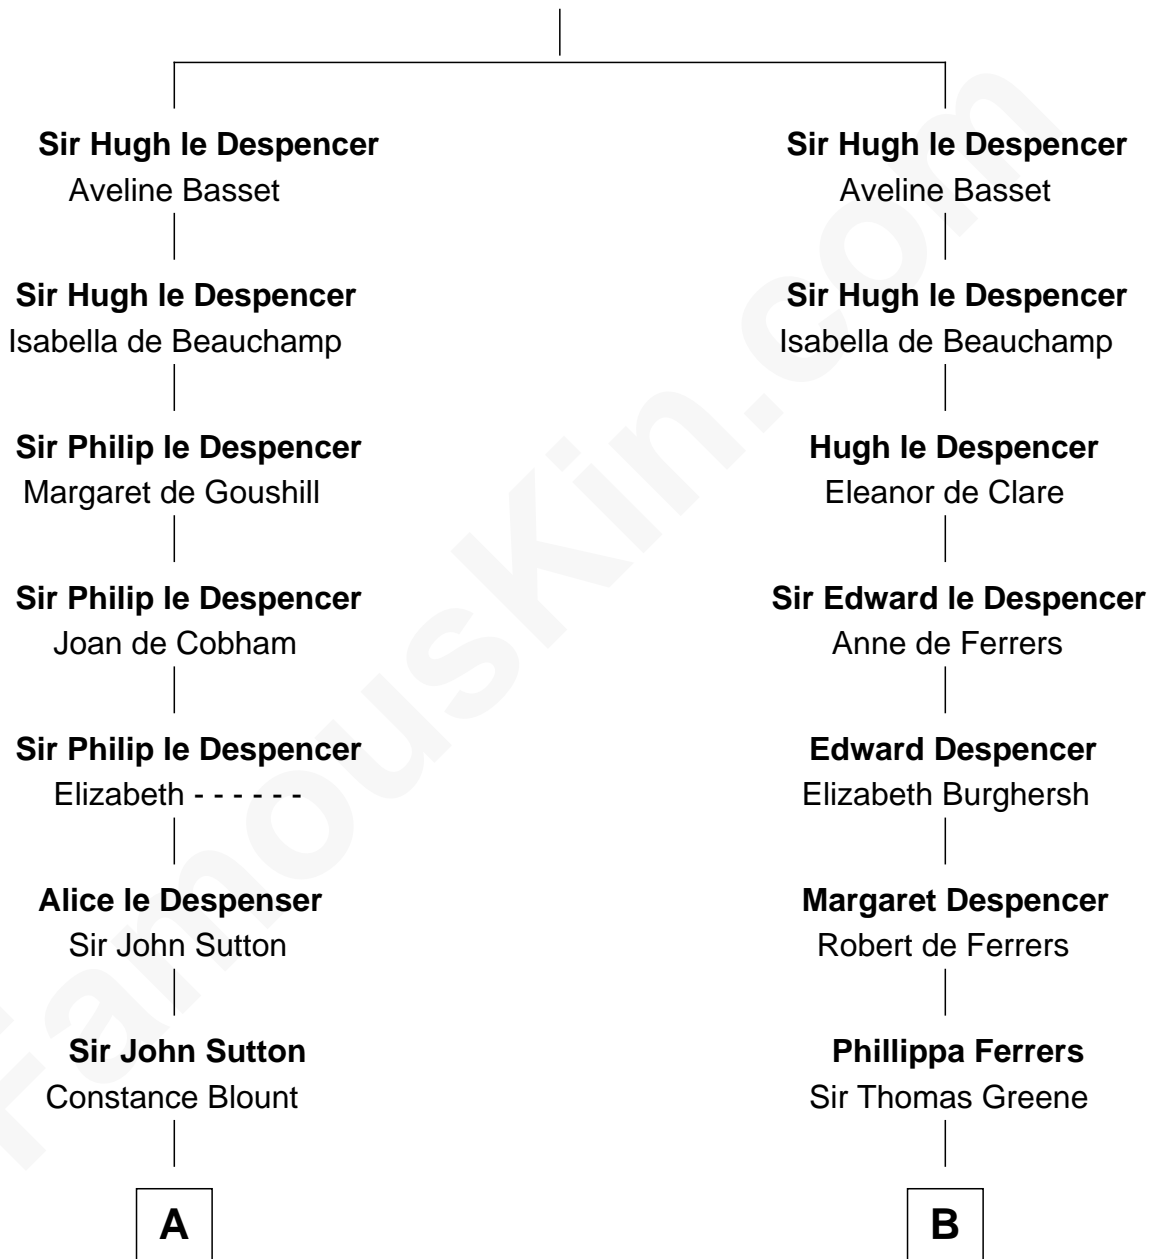 Sir Hugh le Despencer
Aveline Basset
Sir Hugh le Despencer
Isabella de Beauchamp
Sir Philip le Despencer
Margaret de Goushill
Sir Philip le Despencer
Joan de Cobham
Sir Philip le Despencer
Elizabeth - - - - - -
Alice le Despenser
Sir John Sutton
Sir John Sutton
Constance Blount
A
Sir Hugh le Despencer
Aveline Basset
Sir Hugh le Despencer
Isabella de Beauchamp
Hugh le Despencer
Eleanor de Clare
Sir Edward le Despencer
Anne de Ferrers
Edward Despencer
Elizabeth Burghersh
Margaret Despencer
Robert de Ferrers
Phillippa Ferrers
Sir Thomas Greene
B
FamousKin.com